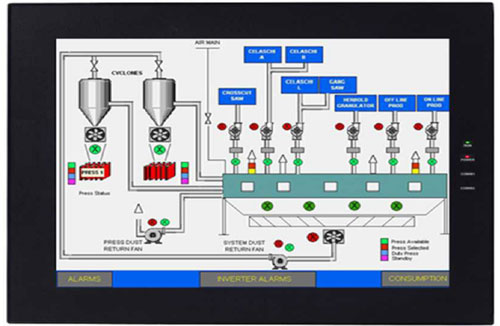 AIR MAIN
CELASCHI
A
CELASCHI
B
CYCLONES
CROSSCUT
SAW
CELASCHI
L
GANG
SAW
HERBOLD
GRANULATOR
OFF LINE
PROD
ON LINE
PROD
PRESS 1
Press Status
PRESS DUST
RETURN FAN
SYSTEM DUST
RETURN FAN
Press Available
Press Selected
Duty Press
Standby
ALARMS
INVERTER ALARMS
CONSUMPTION